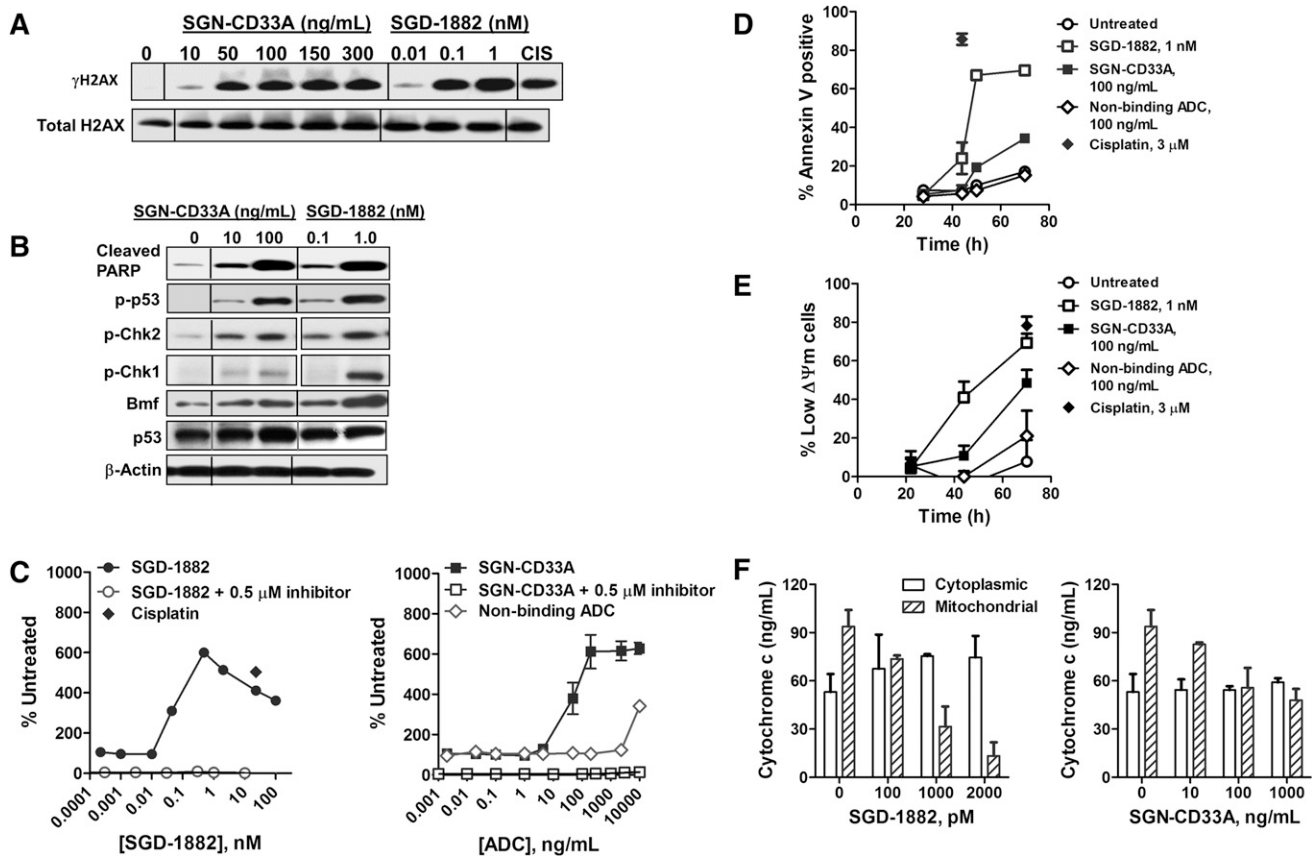 A
SGN-CD33A (ng/mL) SGD-1882 (nM)
0 10 50 100 150 300 0.01 0.1 1 CIS
γH2AX
Total H2AX
B
SGN-CD33A (ng/mL) SGD-1882 (nM)
0 10 100 0.1 1.0
Cleaved
PARP
p-p53
p-Chk2
p-Chk1
Bmf
p53
β-Actin
C
SGD-1882
SGD-1882 + 0.5 μM inhibitor
Cisplatin
% Untreated
1000
800
600
400
200
0
0.0001 0.001 0.01 0.1 1 10 100
[SGD-1882], nM
SGN-CD33A
SGN-CD33A + 0.5 μM inhibitor
Non-binding ADC
% Untreated
1000
800
600
400
200
0
0.001 0.01 0.1 1 10 100 1000 10000
[ADC], ng/mL
D
% Annexin V positive
100
80
60
40
20
0
0 20 40 60 80
Time (h)
Untreated
SGD-1882, 1 nM
SGN-CD33A,
100 ng/mL
Non-binding ADC,
100 ng/mL
Cisplatin, 3 μM
E
% Low ΔΨm cells
100
80
60
40
20
0
0 20 40 60 80
Time (h)
Untreated
SGD-1882, 1 nM
SGN-CD33A,
100 ng/mL
Non-binding ADC,
100 ng/mL
Cisplatin, 3 μM
F
Cytochrome c (ng/mL)
120
90
60
30
0
Cytoplasmic
Mitochondrial
0 100 1000 2000
SGD-1882, pM
Cytochrome c (ng/mL)
120
90
60
30
0
0 10 100 1000
SGN-CD33A, ng/mL